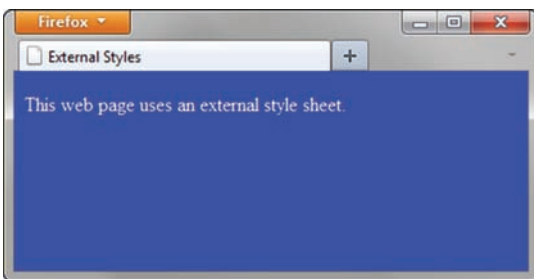 Firefox
External Styles
This web page uses an external style sheet.